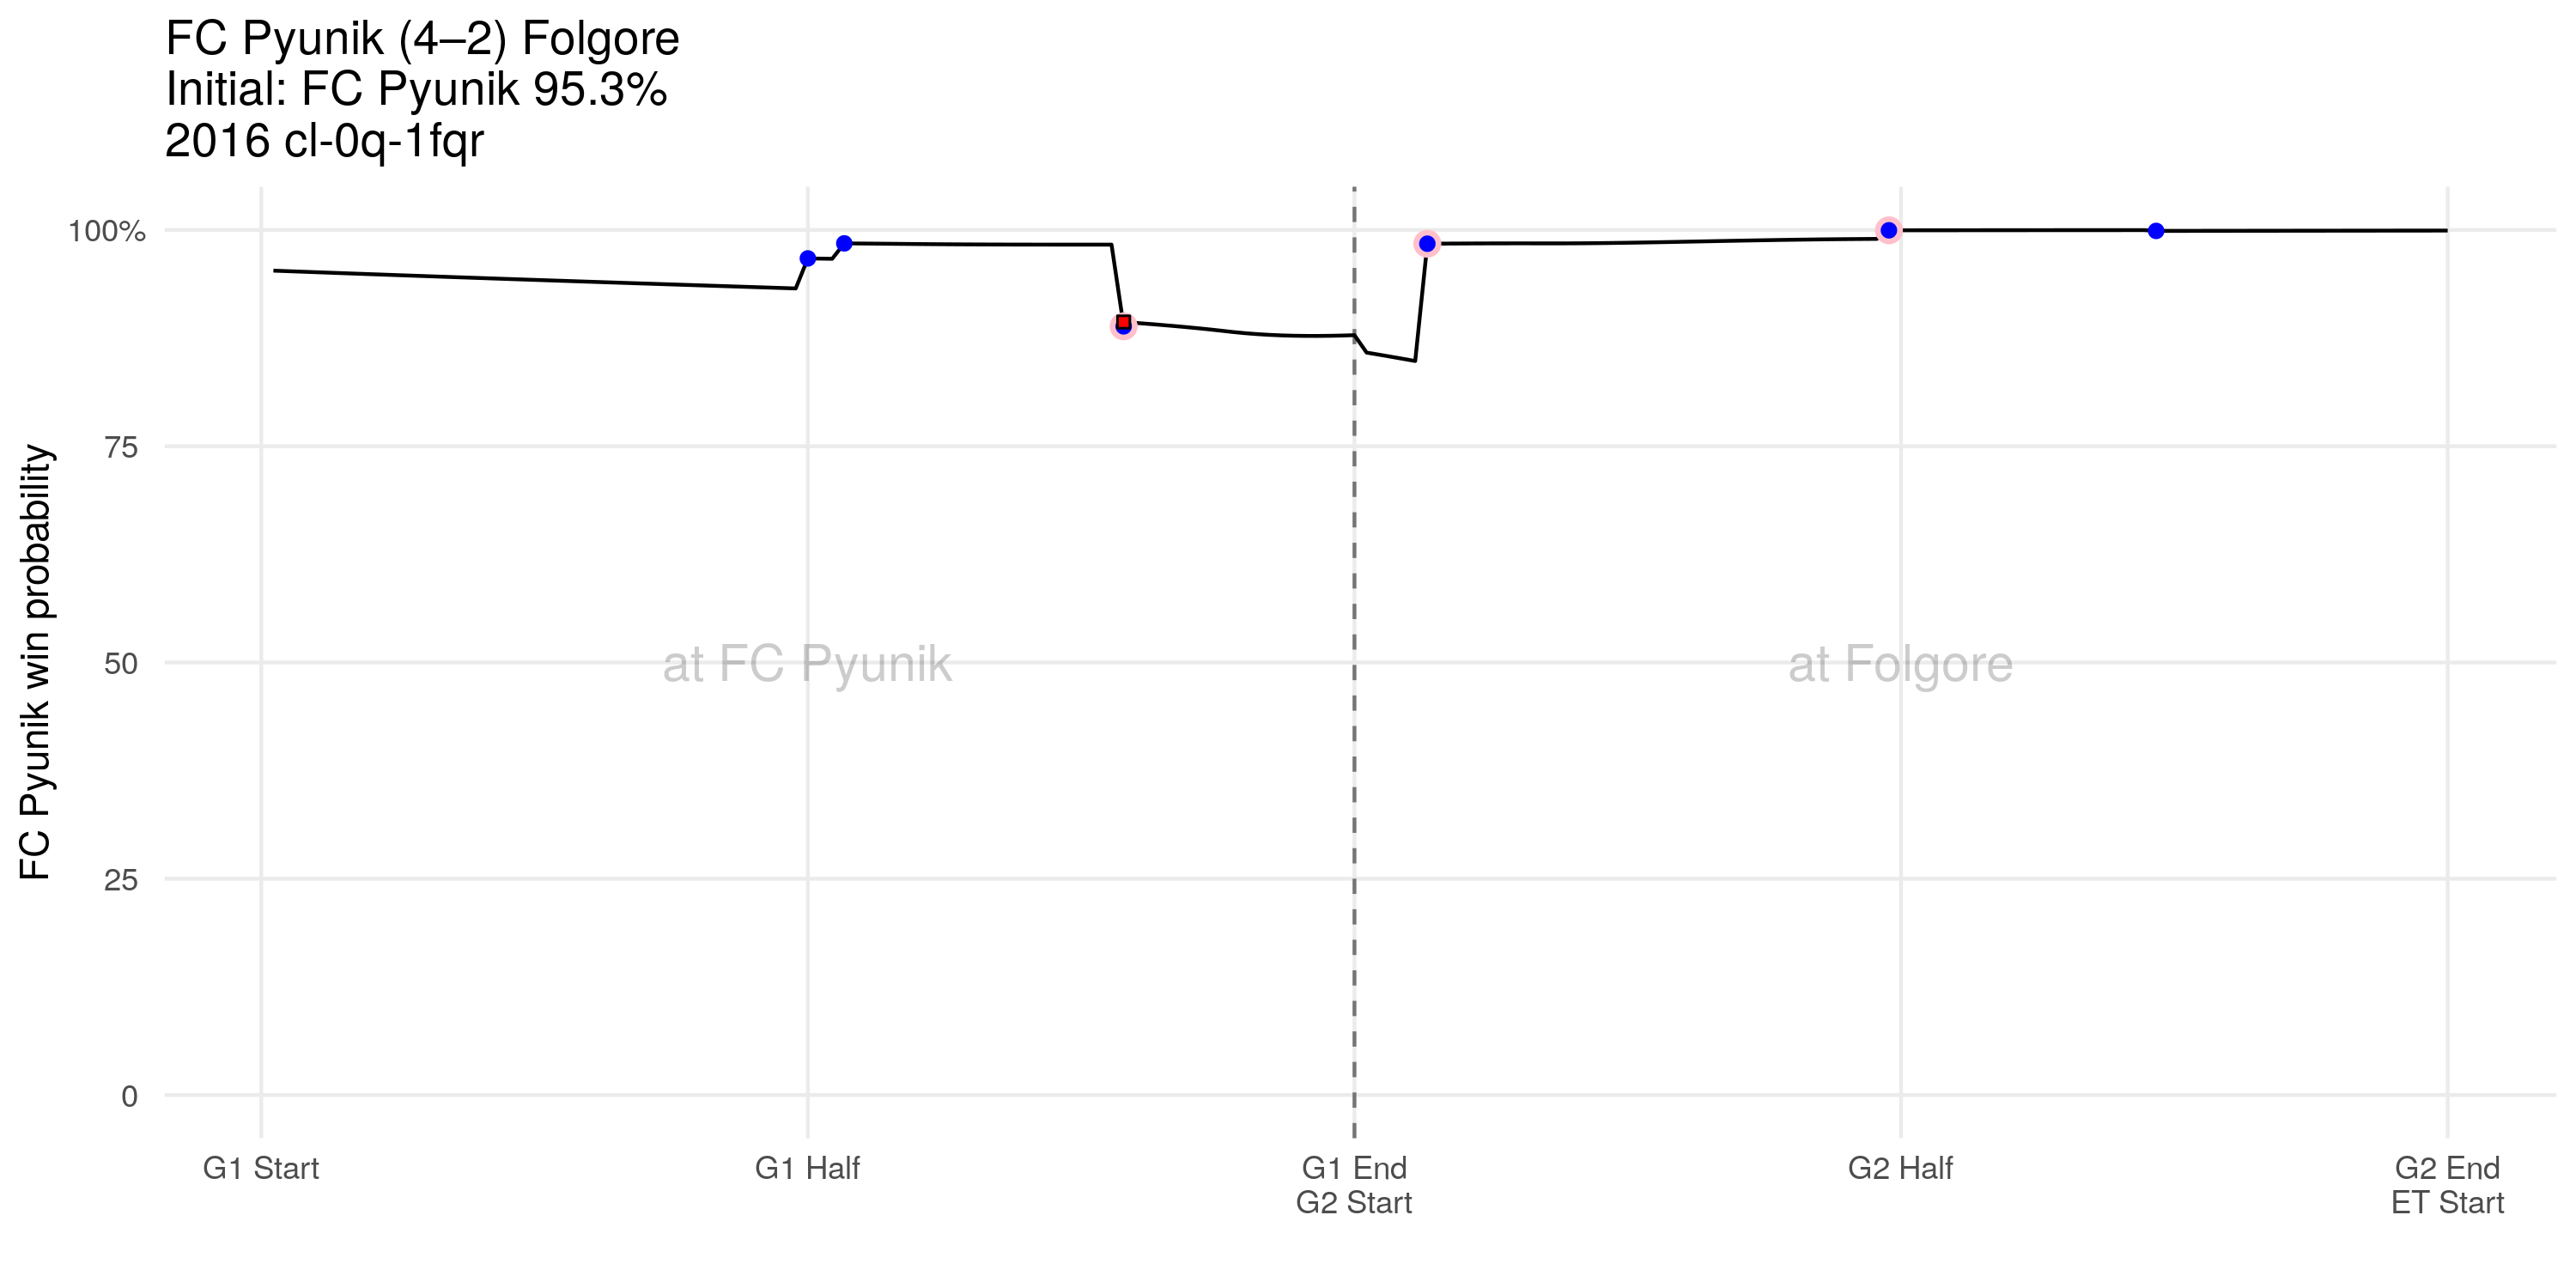 FC Pyunik (4–2) Folgore
Initial: FC Pyunik 95.3%
2016 cl-0q-1fqr
FC Pyunik win probability
100%
75
50
25
0
at FC Pyunik
at Folgore
G1 Start
G1 Half
G1 End
G2 Start
G2 Half
G2 End
ET Start